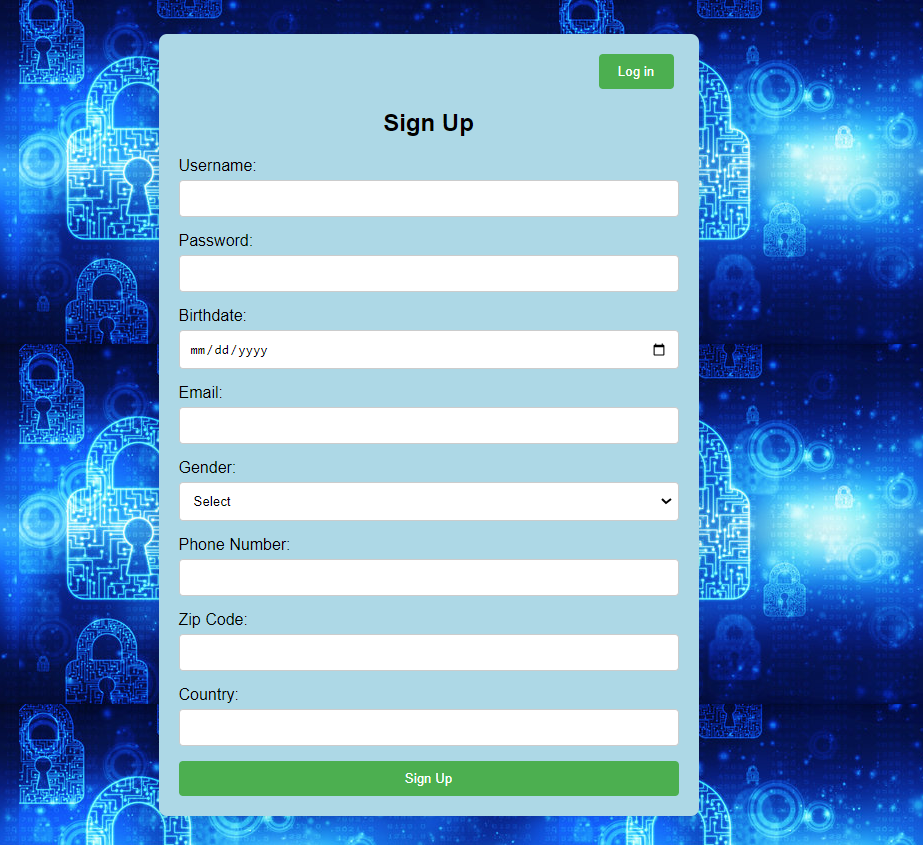 Log in
Sign Up
Username:
Password:
Birthdate:
mm/dd/yyyy
Email:
Gender:
Select
Phone Number:
Zip Code:
Country:
Sign Up